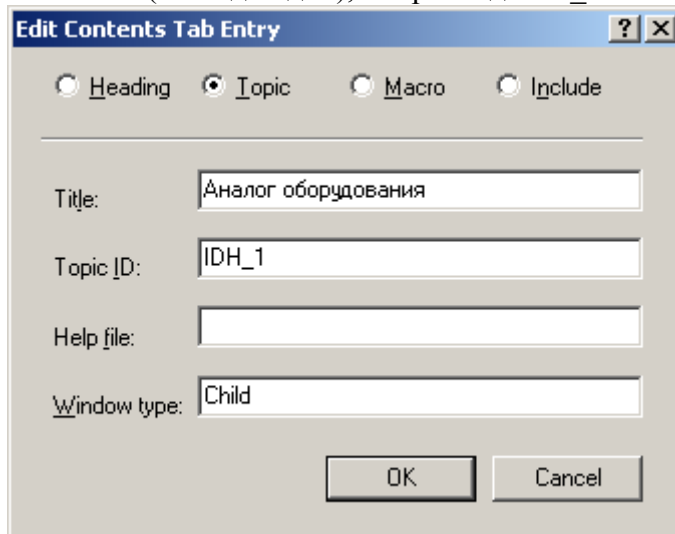 Edit Contents Tab Entry
Heading Topic Macro Include
Title: Аналог оборудования
Topic ID: IDH_1
Help file:
Window type: Child
OK Cancel